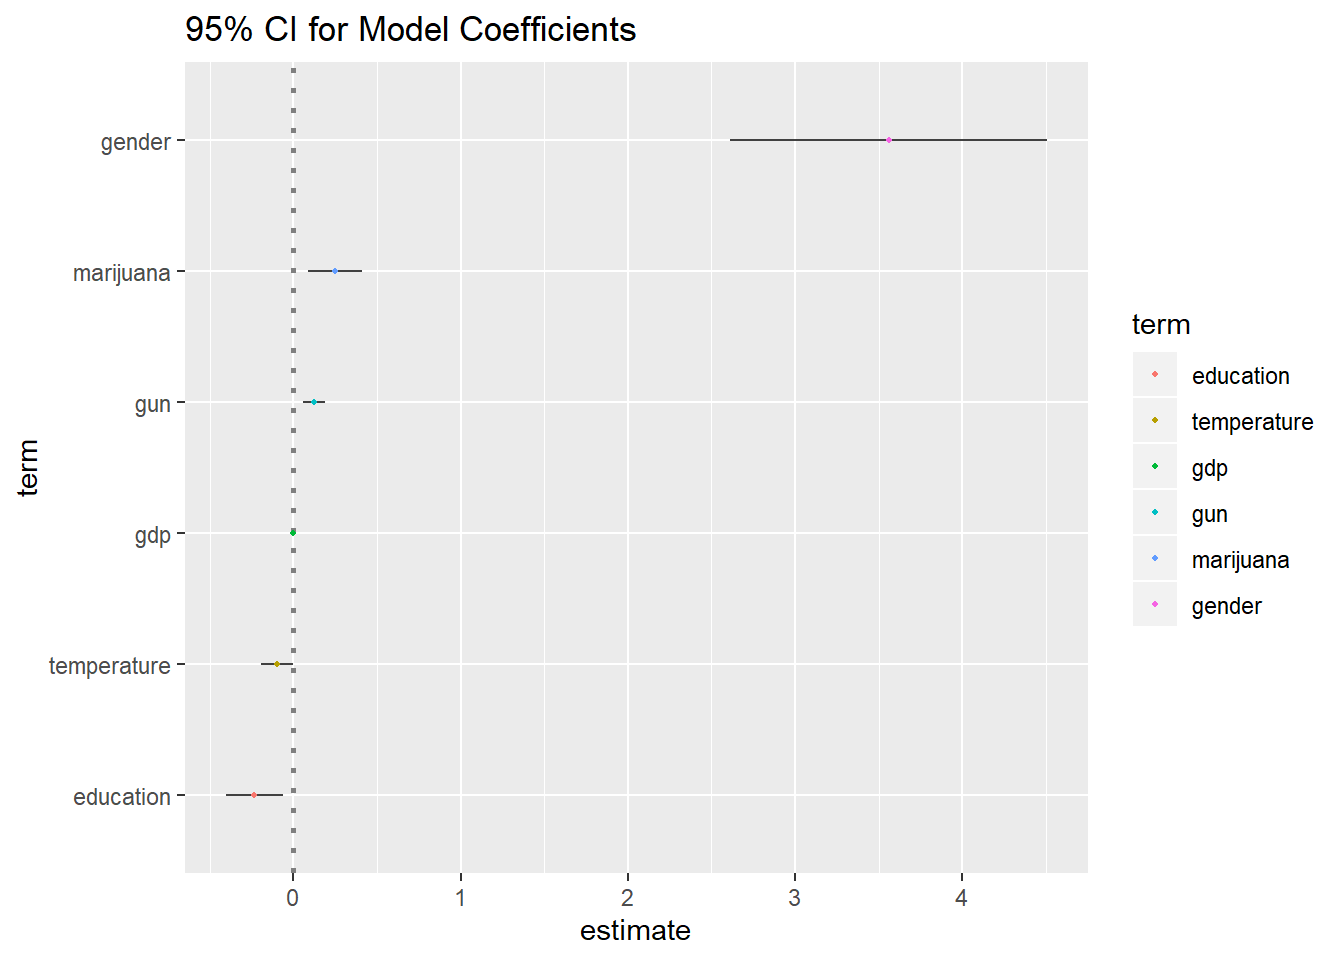 95% CI for Model Coefficients
gender
marijuana
gun
gdp
temperature
education
term
0 1 2 3 4
estimate
term
education
temperature
gdp
gun
marijuana
gender